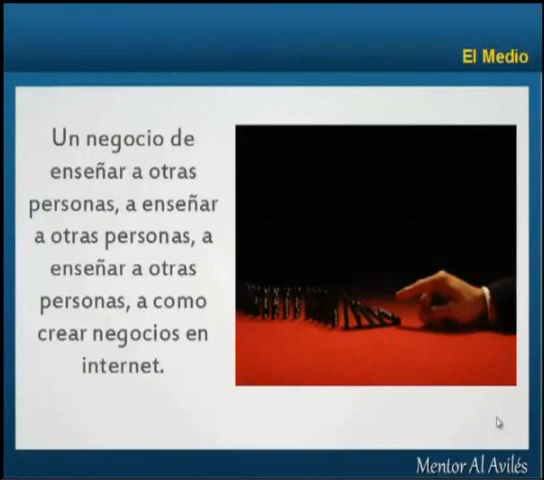 El Medio
Un negocio de
enseñar a otras
personas, a enseñar
a otras personas, a
enseñar a otras
personas, a como
crear negocios en
internet.
Mentor Al Avilés